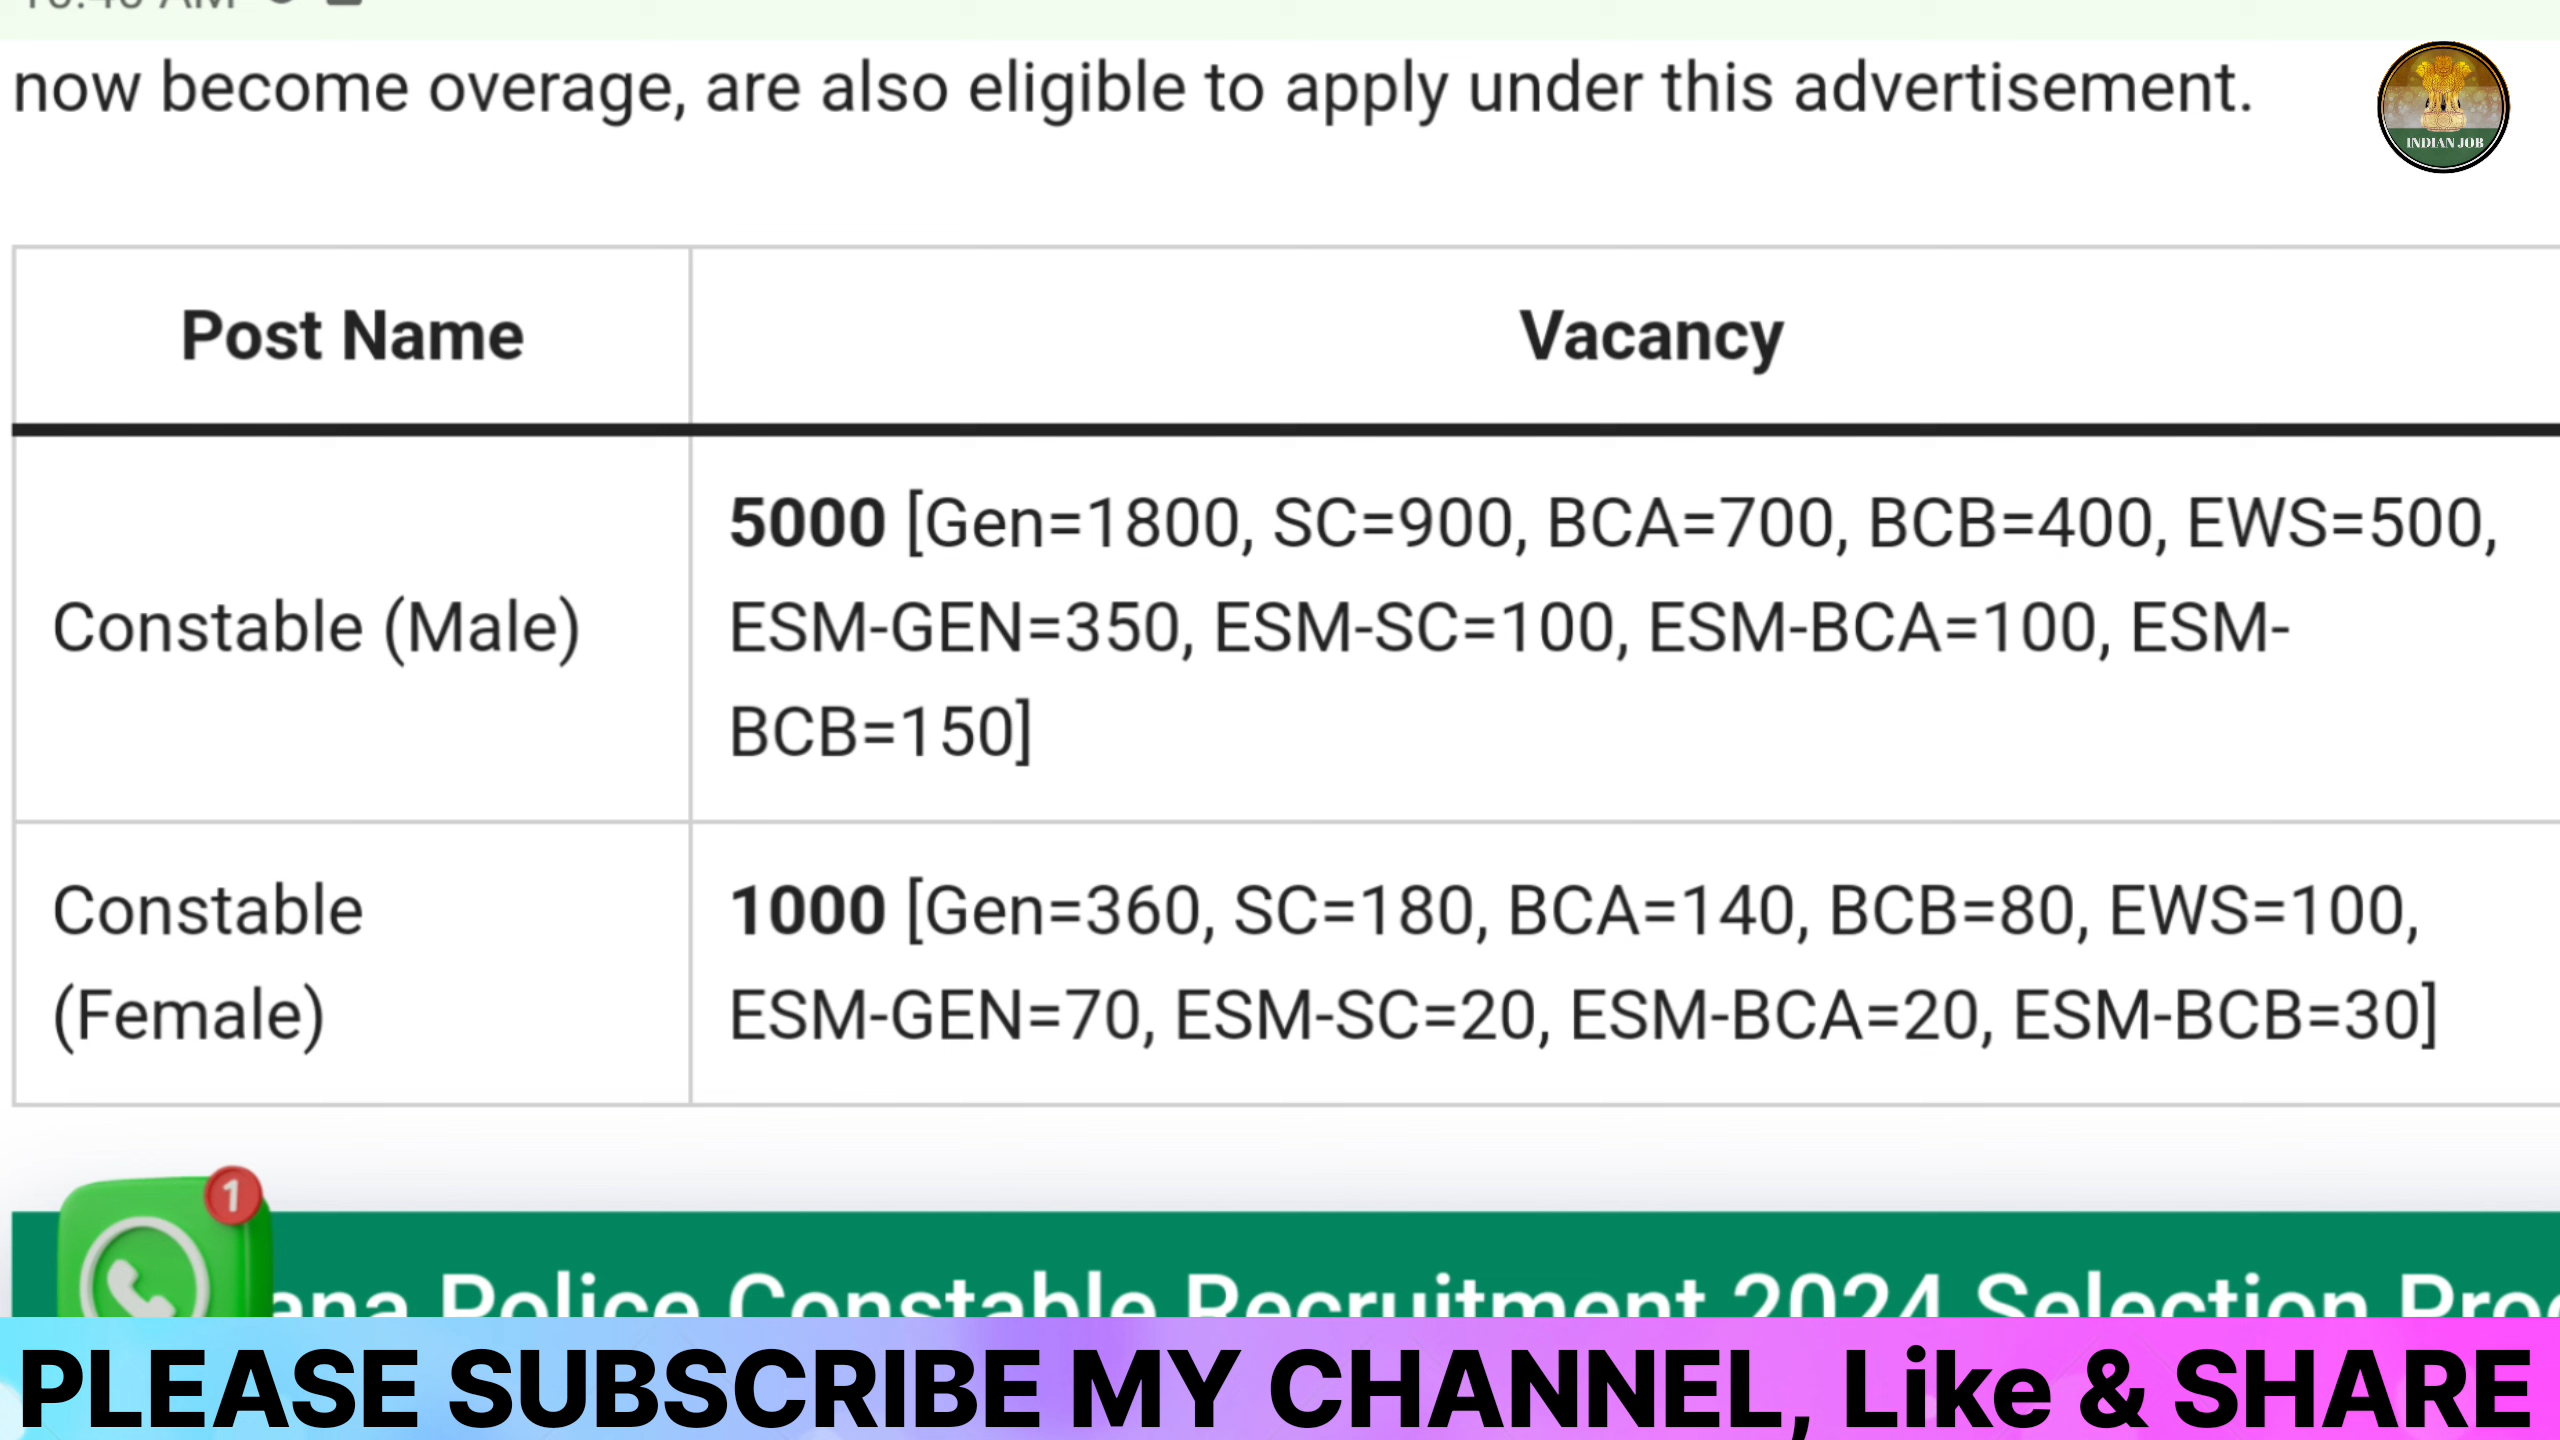 now become overage, are also eligible to apply under this advertisement.
INDIAN JOB
Post Name
Vacancy
Constable (Male)
5000 [Gen=1800, SC=900, BCA=700, BCB=400, EWS=500,
ESM-GEN=350, ESM-SC=100, ESM-BCA=100, ESM-
BCB=150]
Constable
(Female)
1000 [Gen=360, SC=180, BCA=140, BCB=80, EWS=100,
ESM-GEN=70, ESM-SC=20, ESM-BCA=20, ESM-BCB=30]
1
ana Police Constable Recruitment 2024 Selection Proc
PLEASE SUBSCRIBE MY CHANNEL, Like & SHARE